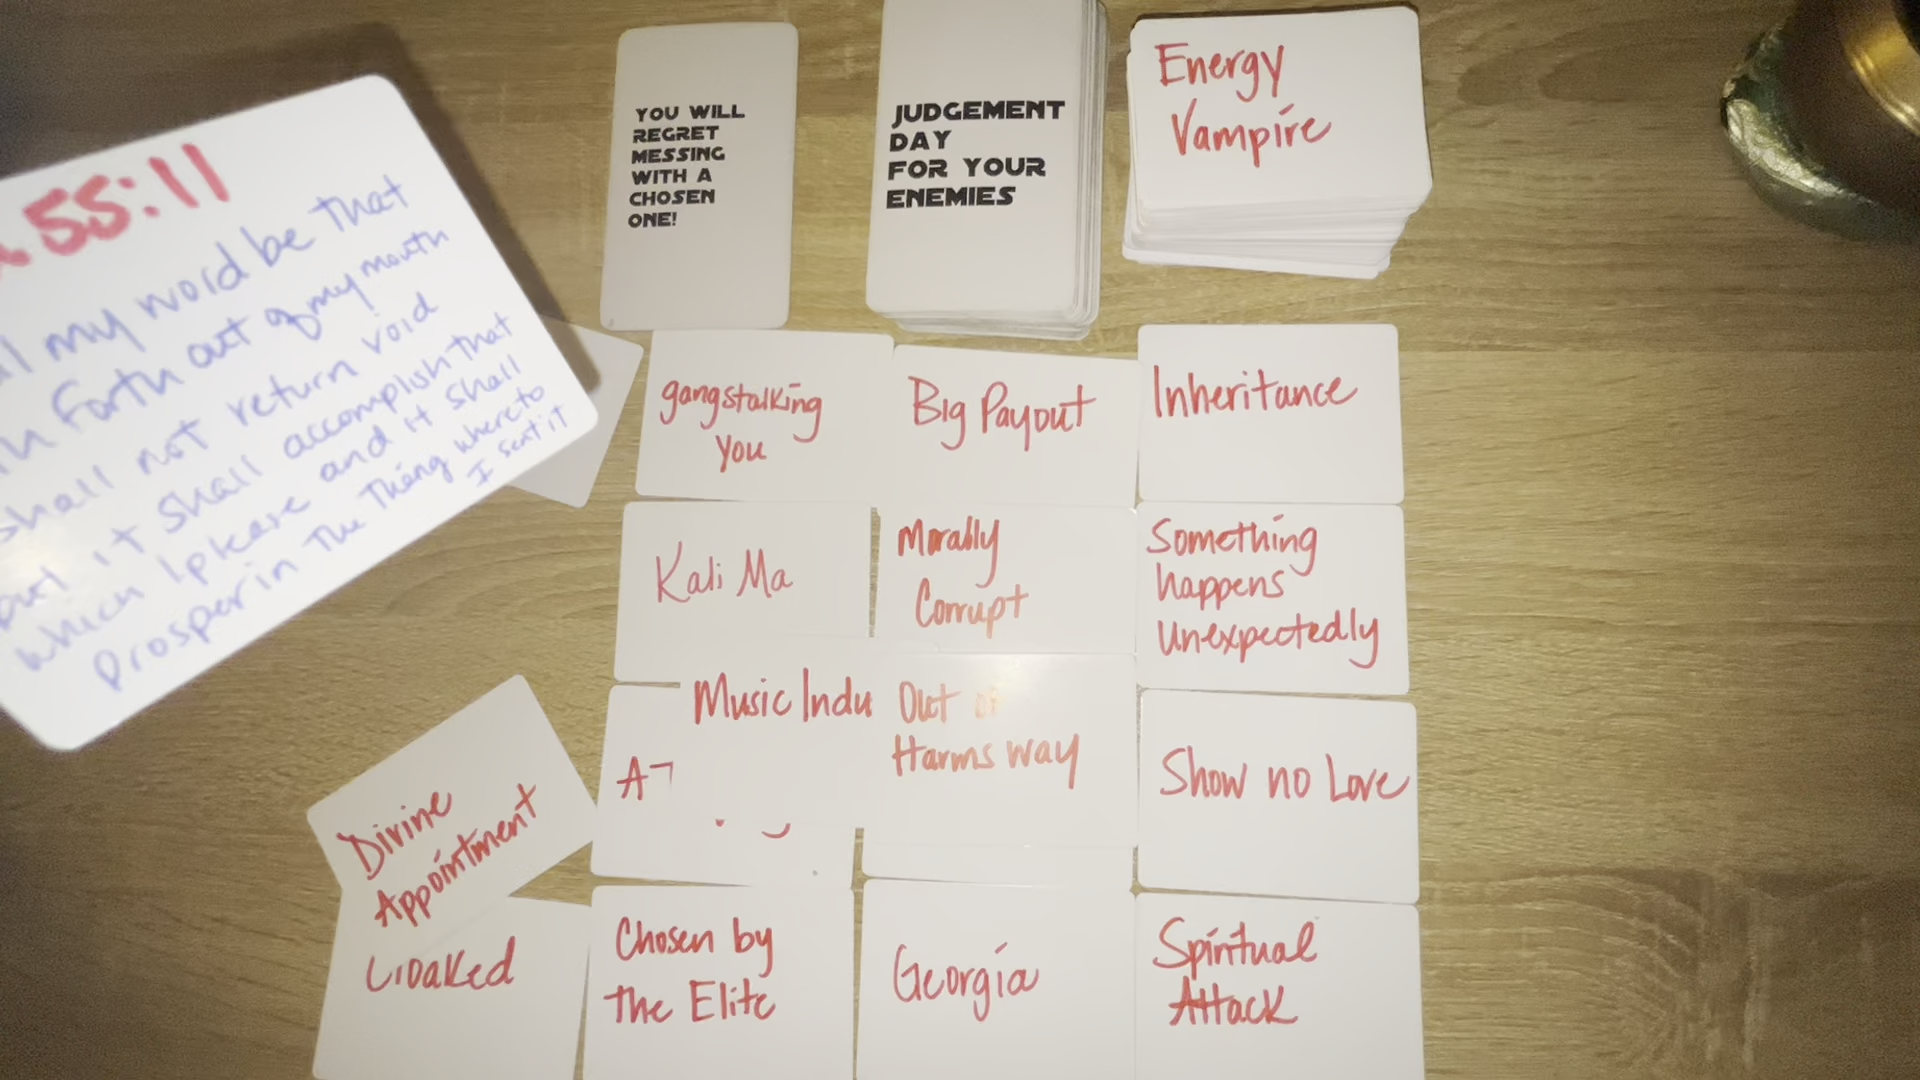 55:11
my word be that
forth out of my mouth
shall not return void
but it shall accomplish that
which I please and it shall
prosper in the thing whereto
I sent it
YOU WILL
REGRET
MESSING
WITH A
CHOSEN
ONE!
JUDGEMENT
DAY
FOR YOUR
ENEMIES
Energy
Vampire
gangstalking
You
Big Payout
Inheritance
Kali Ma
Morally
Corrupt
Something
happens
Unexpectedly
Music Indu
Out of
Harms way
Show no Love
Divine
Appointment
Cloaked
Chosen by
the Elite
Georgia
Spiritual
Attack